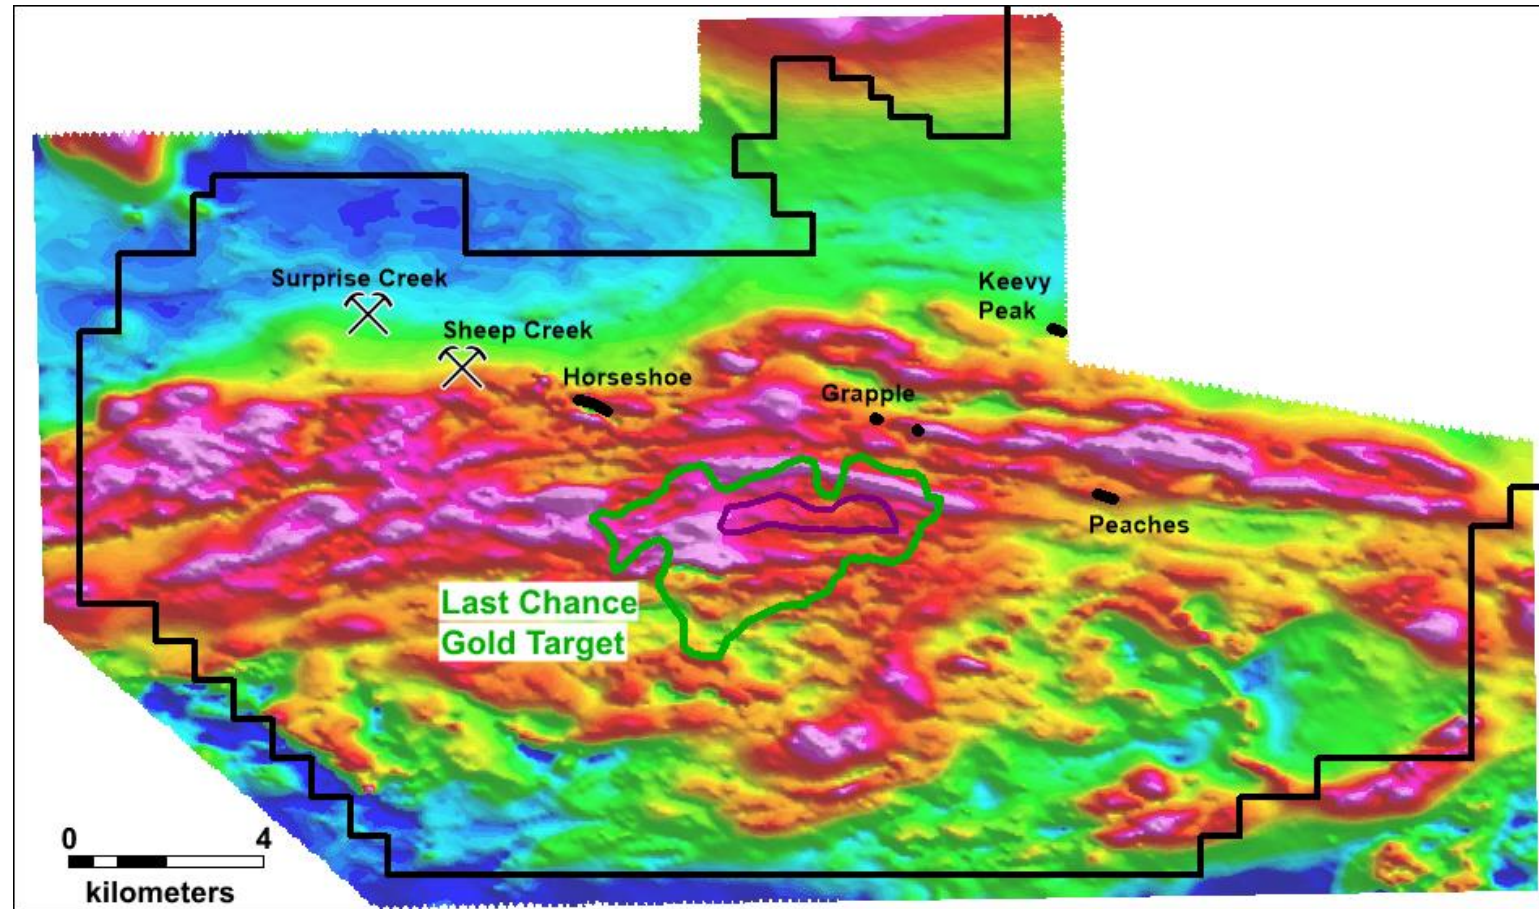 Surprise Creek
Sheep Creek
Keevy
Peak
Horseshoe
Grapple
Peaches
Last Chance
Gold Target
0 4
kilometers